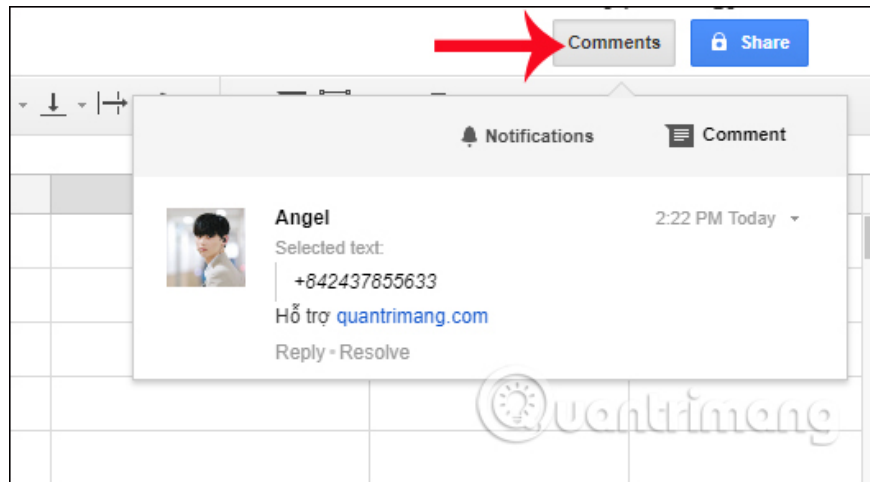 Comments
Share
Notifications
Comment
Angel
2:22 PM Today
Selected text:
+842437855633
Hỗ trợ quantrimang.com
Reply • Resolve
Quantrimang